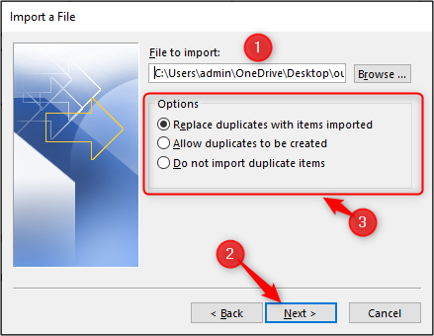 Import a File
File to import:
1
C:\Users\admin\OneDrive\Desktop\ou
Browse ...
Options
Replace duplicates with items imported
Allow duplicates to be created
Do not import duplicate items
3
2
< Back
Next >
Cancel